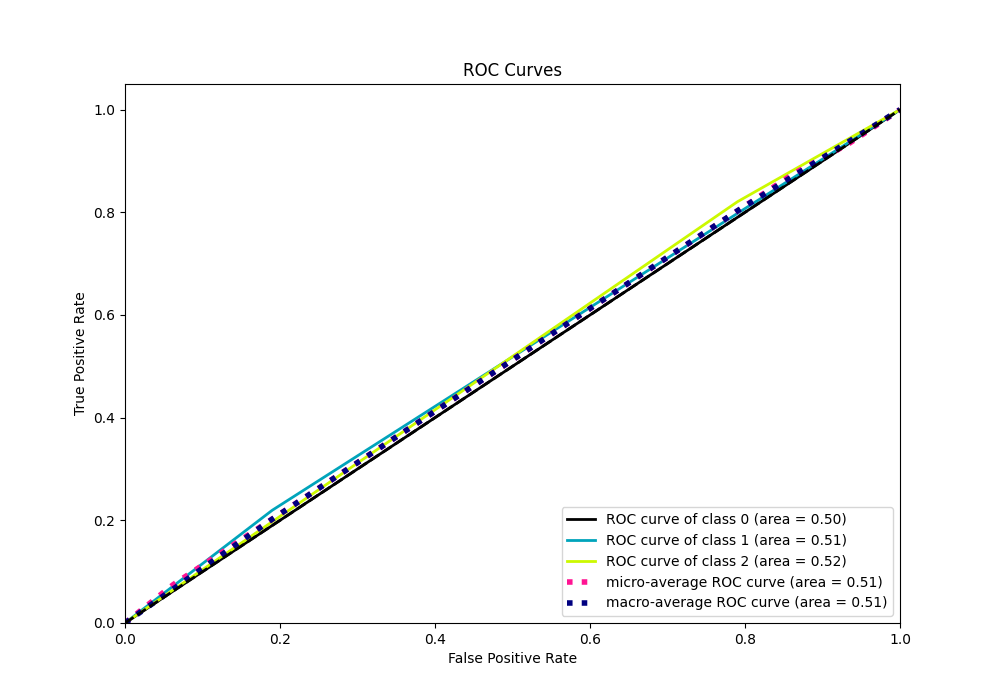 ROC Curves
True Positive Rate
1.0
0.8
0.6
0.4
0.2
0.0
ROC curve of class 0 (area = 0.50)
ROC curve of class 1 (area = 0.51)
ROC curve of class 2 (area = 0.52)
micro-average ROC curve (area = 0.51)
macro-average ROC curve (area = 0.51)
0.0 0.2 0.4 0.6 0.8 1.0
False Positive Rate